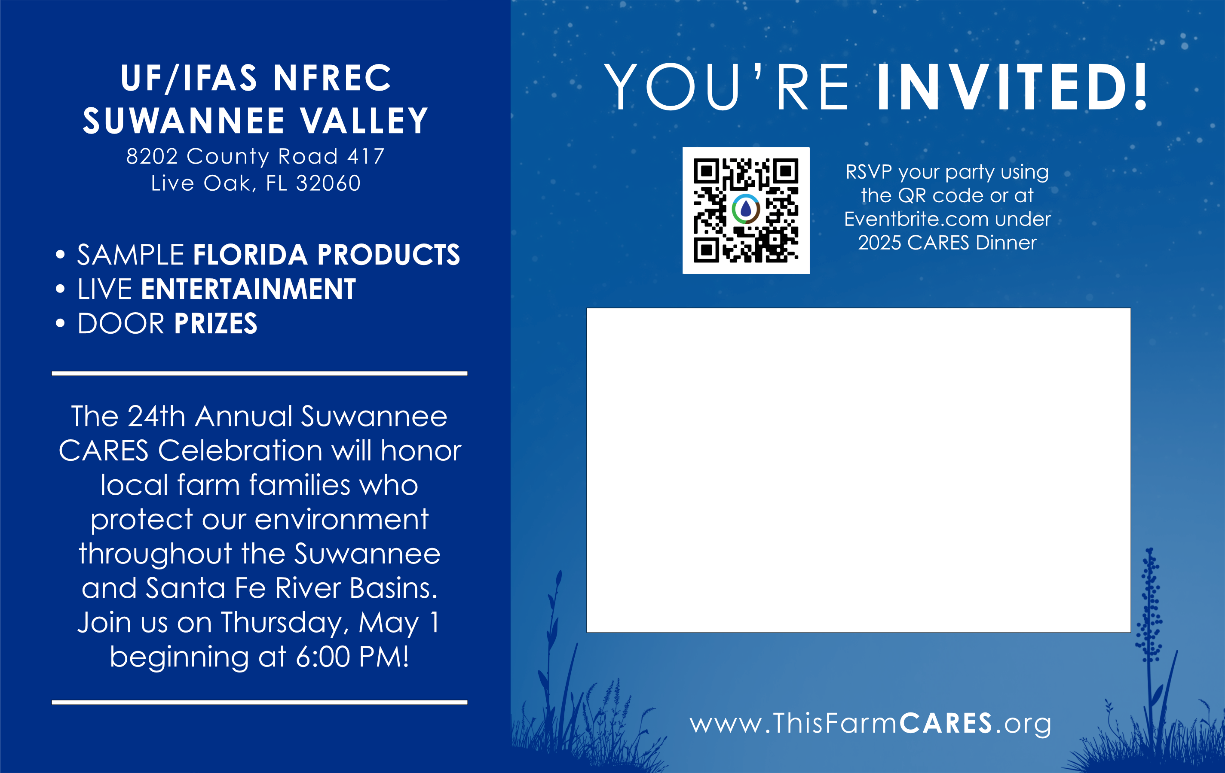 UF/IFAS NFREC
SUWANNEE VALLEY
8202 County Road 417
Live Oak, FL 32060
• SAMPLE FLORIDA PRODUCTS
• LIVE ENTERTAINMENT
• DOOR PRIZES
The 24th Annual Suwannee
CARES Celebration will honor
local farm families who
protect our environment
throughout the Suwannee
and Santa Fe River Basins.
Join us on Thursday, May 1
beginning at 6:00 PM!
YOU'RE INVITED!
RSVP your party using
the QR code or at
Eventbrite.com under
2025 CARES Dinner
www.ThisFarmCARES.org